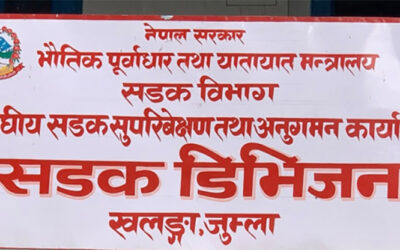 नेपाल सरकार
भौतिक पूर्वाधार तथा यातायात मन्त्रालय
सडक विभाग
घीय सडक सुपरिबेक्षण तथा अनुगमन कार्या
सडक डिभिजन
खलङ्गा, जुम्ला